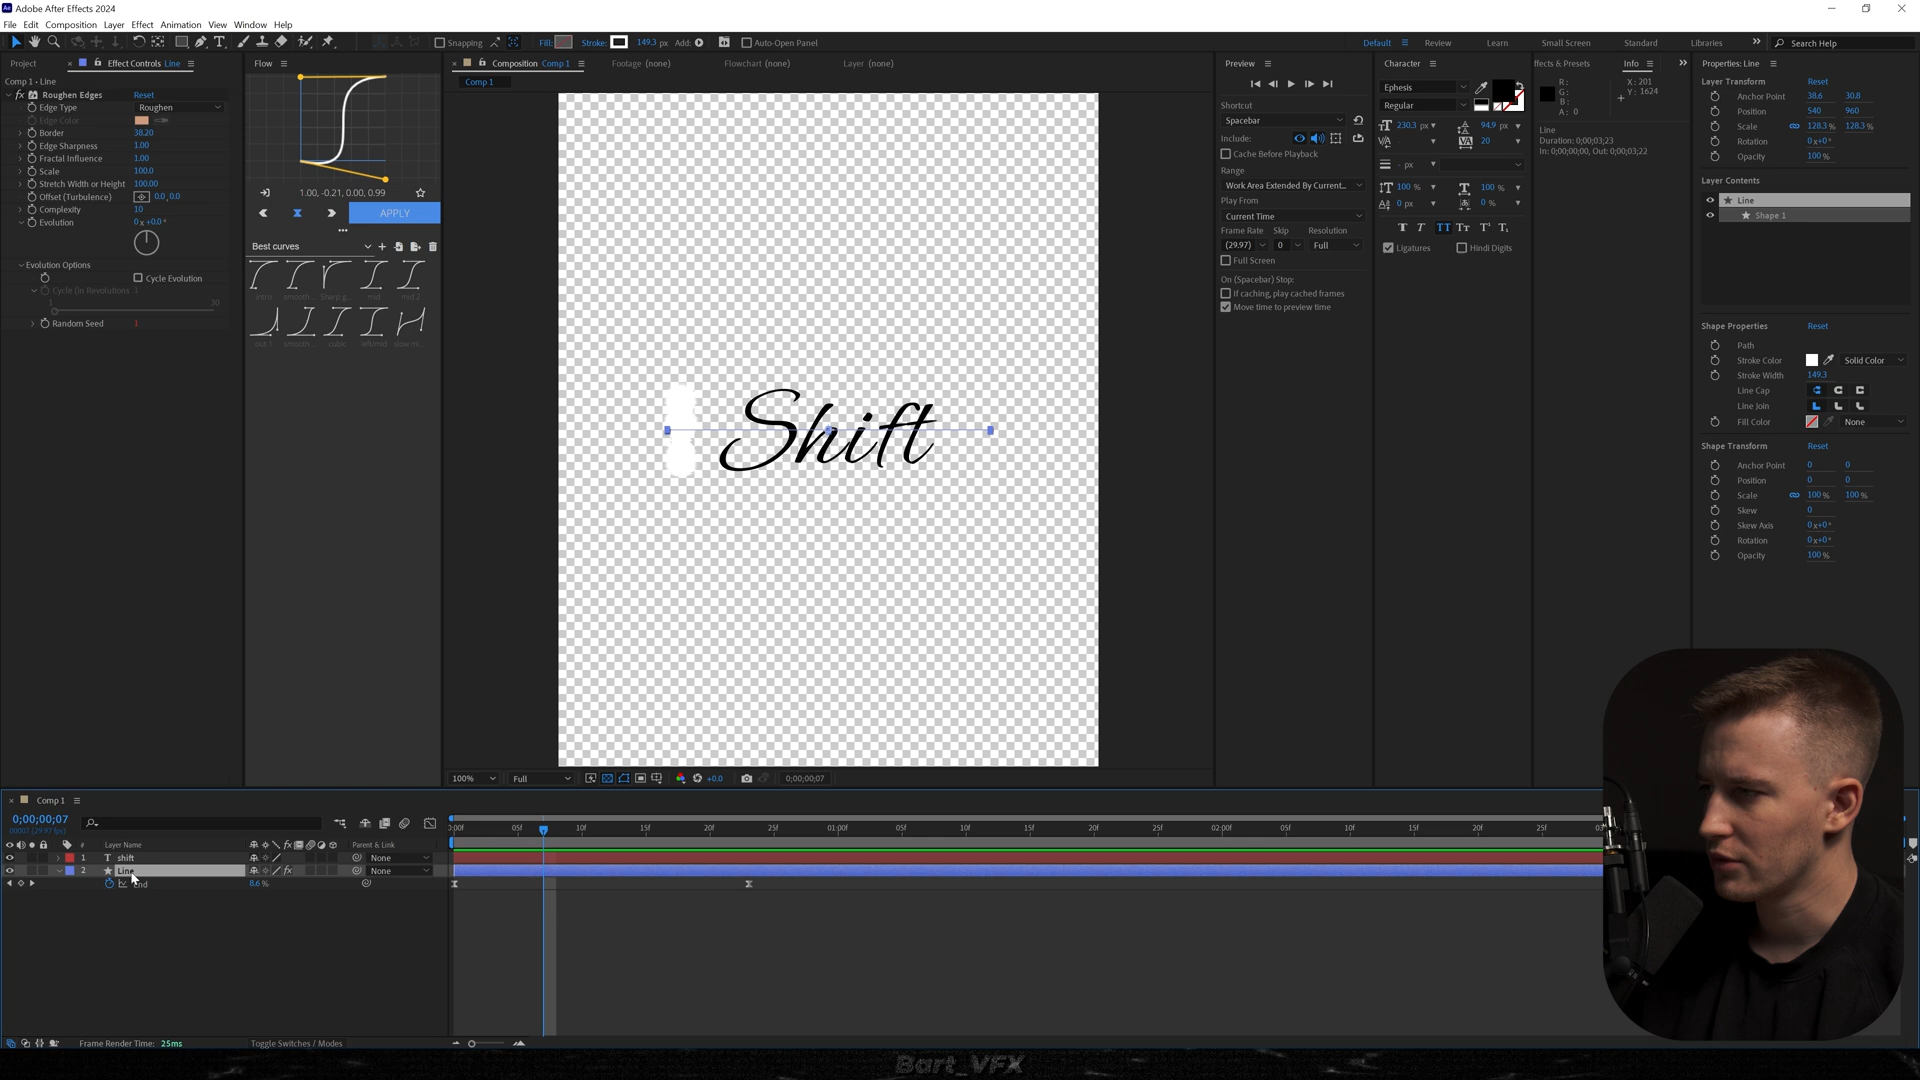 Adobe After Effects 2024
File Edit Composition Layer Effect Animation View Window Help
Snapping Fill: Stroke: 149.3 px Add: Auto-Open Panel
Default Review Learn Small Screen Standard Libraries Search Help
Project Effect Controls Line
Comp 1 • Line
fx Roughen Edges Reset
Edge Type Roughen
Edge Color
Border 38.20
Edge Sharpness 1.00
Fractal Influence 1.00
Scale 100.0
Stretch Width or Height 100.00
Offset (Turbulence) 0.0, 0.0
Complexity 10
Evolution 0 x +0.0°
Evolution Options
Cycle Evolution
Cycle (in Revolutions 1
1 30
Random Seed 1
Flow
1.00, -0.21, 0.00, 0.99
APPLY
Best curves
intro smooth ... Sharp g... mid mid 2
out 1 smooth ... cubic leftmid slow m...
Composition Comp 1 Footage (none) Flowchart (none) Layer (none)
Comp 1
Shift
100% Full +0.0 0;00;00;07
Preview
Shortcut
Spacebar
Include:
Cache Before Playback
Range
Work Area Extended By Current...
Play From
Current Time
Frame Rate Skip Resolution
(29.97) 0 Full
Full Screen
On (Spacebar) Stop:
If caching, play cached frames
Move time to preview time
Character
Ephesis
Regular
230.3 px 94.9 px
20
- px
100 % 100 %
0 px 0 %
Ligatures Hindi Digits
ffects & Presets Info
R: X: 201
G: Y: 1624
B:
A: 0
Line
Duration: 0;00;03;23
In: 0;00;00;00, Out: 0;00;03;22
Properties: Line
Layer Transform Reset
Anchor Point 38.6 30.8
Position 540 960
Scale 128.3 % 128.3 %
Rotation 0 x+0°
Opacity 100 %
Layer Contents
Line
Shape 1
Shape Properties Reset
Path
Stroke Color Solid Color
Stroke Width 149.3
Line Cap
Line Join
Fill Color None
Shape Transform Reset
Anchor Point 0 0
Position 0 0
Scale 100 % 100 %
Skew 0
Skew Axis 0 x+0°
Rotation 0 x+0°
Opacity 100 %
Comp 1
0;00;00;07
00007 (29.97 fps)
0:00f 05f 10f 15f 20f 25f 01:00f 05f 10f 15f 20f 25f 02:00f 05f 10f 15f 20f 25f
# Layer Name fx Parent & Link
1 T shift None
2 Line fx None
End 8.6 %
Frame Render Time: 25ms Toggle Switches / Modes
Bart_VFX